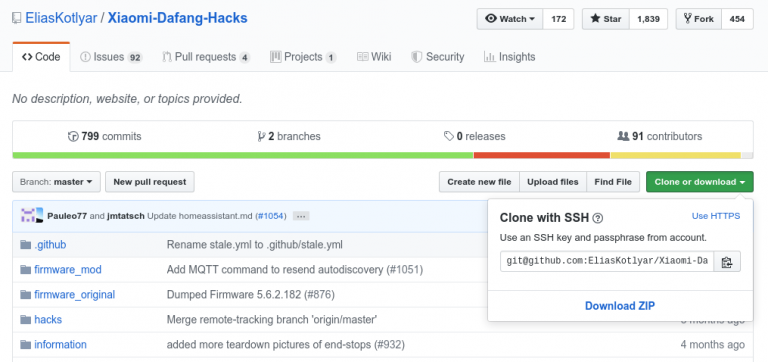 EliasKotlyar / Xiaomi-Dafang-Hacks
Watch 172 Star 1,839 Fork 454
Code Issues 92 Pull requests 4 Projects 1 Wiki Security Insights
No description, website, or topics provided.
799 commits 2 branches 0 releases 91 contributors
Branch: master New pull request Create new file Upload files Find File Clone or download
Pauleo77 and jmtatsch Update homeassistant.md (#1054) ...
.github Rename stale.yml to .github/stale.yml
firmware_mod Add MQTT command to resend autodiscovery (#1051)
firmware_original Dumped Firmware 5.6.2.182 (#876)
hacks Merge remote-tracking branch 'origin/master'
information added more teardown pictures of end-stops (#932) 4 months ago
Clone with SSH ? Use HTTPS
Use an SSH key and passphrase from account.
git@github.com:EliasKotlyar/Xiaomi-Da
Download ZIP